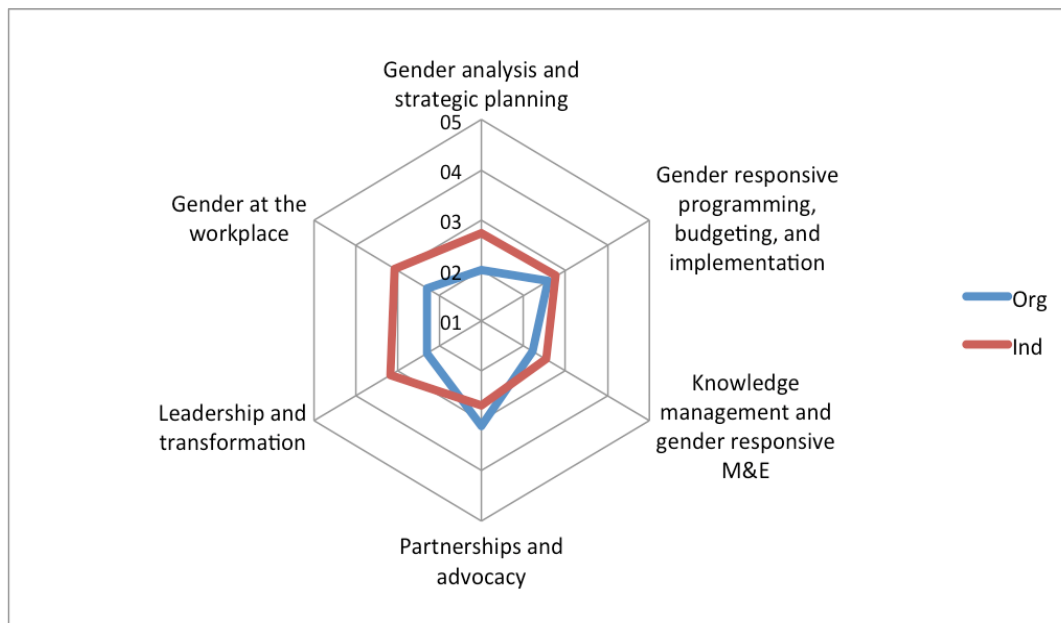 Gender analysis and
strategic planning
05
04
03
02
01
Gender responsive
programming,
budgeting, and
implementation
Knowledge
management and
gender responsive
M&E
Partnerships and
advocacy
Leadership and
transformation
Gender at the
workplace
Org
Ind